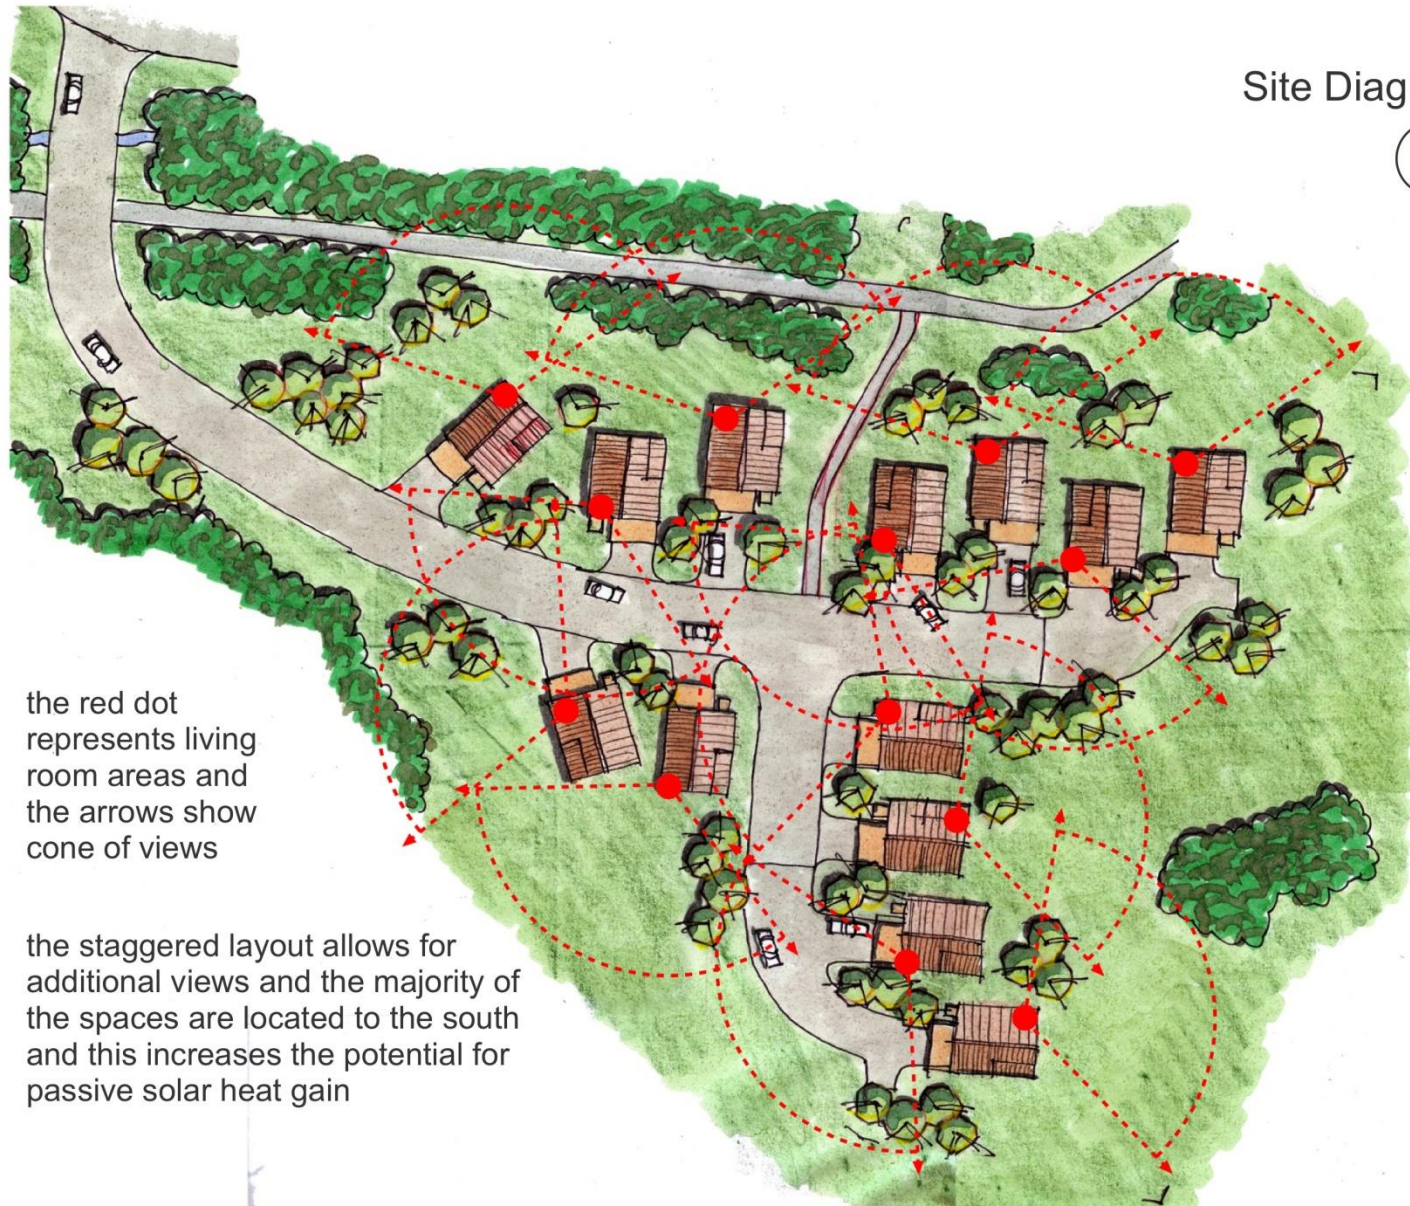 Site Diag
the red dot
represents living
room areas and
the arrows show
cone of views
the staggered layout allows for
additional views and the majority of
the spaces are located to the south
and this increases the potential for
passive solar heat gain